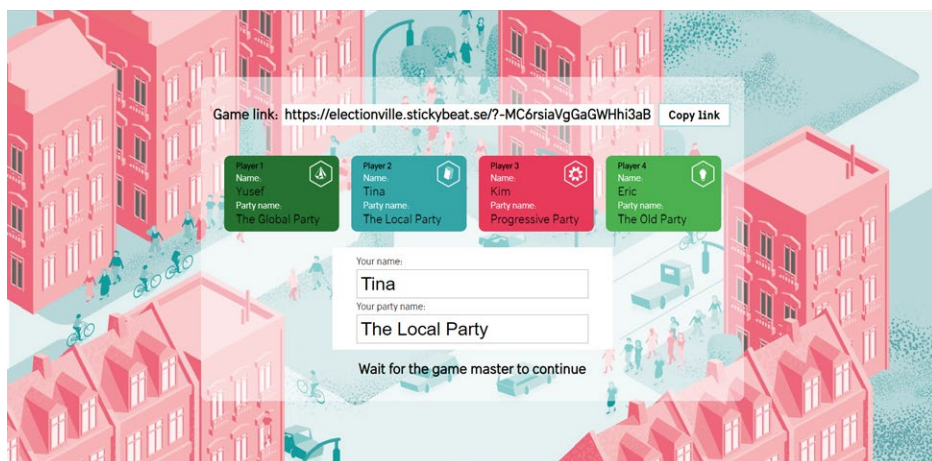 Game link: https://electionville.stickybeat.se/?-MC6rsiaVgGaGWHhi3aB Copy link
Player 1
Name:
Yusef
Party name:
The Global Party
Player 2
Name:
Tina
Party name:
The Local Party
Player 3
Name:
Kim
Party name:
Progressive Party
Player 4
Name:
Eric
Party name:
The Old Party
Your name:
Tina
Your party name:
The Local Party
Wait for the game master to continue